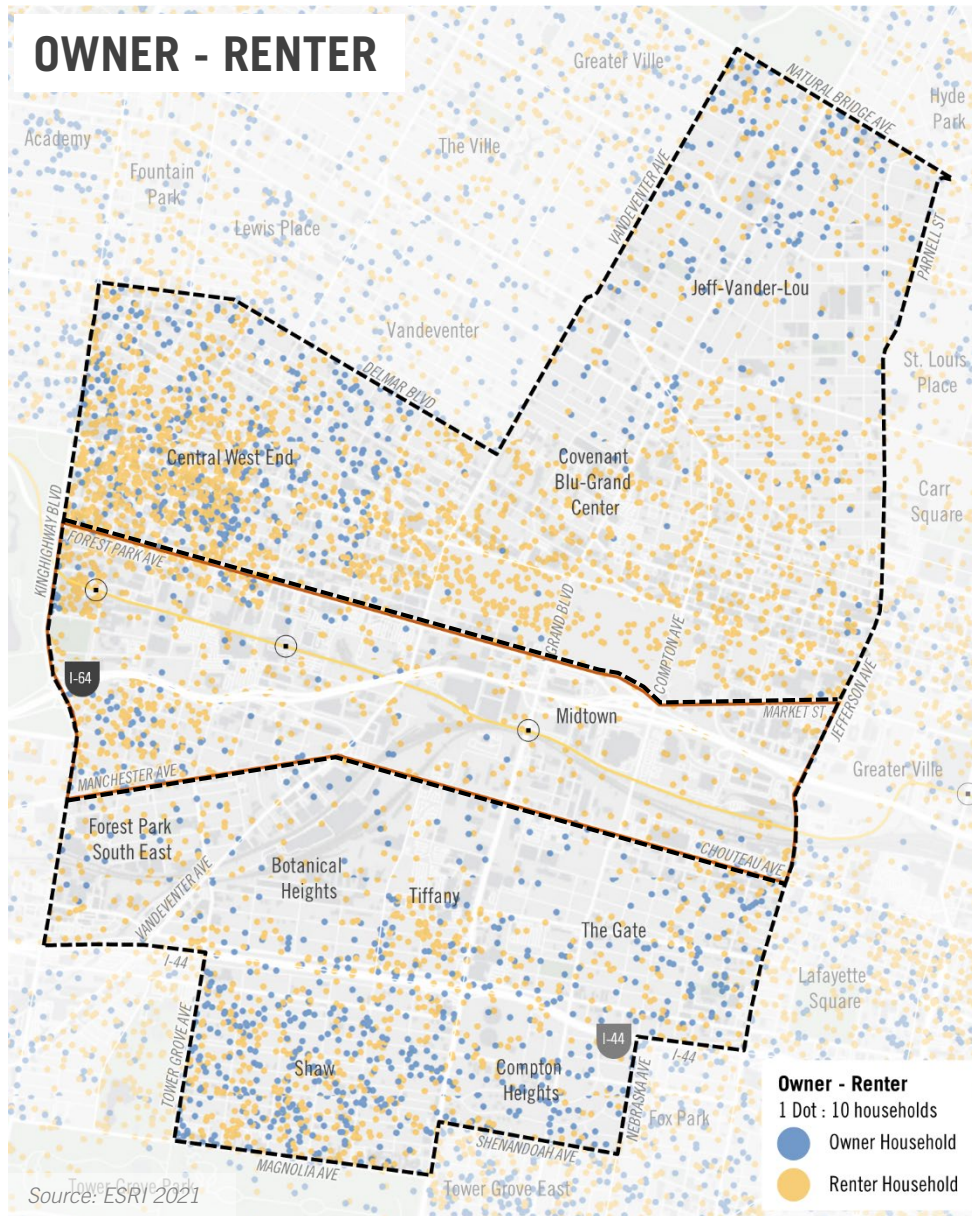 OWNER - RENTER
Greater Ville
NATURAL BRIDGE AVE
Hyde
Park
Academy
The Ville
Fountain
Park
VANDEVENTER AVE
Lewis Place
PARNELL ST
Jeff-Vander-Lou
Vandeventer
St. Louis
Place
DELMAR BLVD
Central West End
Covenant
Blu-Grand
Center
Carr
Square
KINGHIGHWAY BLVD
FOREST PARK AVE
GRAND BLVD
COMPTON AVE
I-64
Midtown
MARKET ST
JEFFERSON AVE
MANCHESTER AVE
Greater Ville
Forest Park
South East
CHOUTEAU AVE
Botanical
Heights
Tiffany
VANDEVENTER AVE
The Gate
I-44
Lafayette
Square
TOWER GROVE AVE
Shaw
Compton
Heights
I-44
I-44
NEBRASKA AVE
Fox Park
SHENANDOAH AVE
MAGNOLIA AVE
Tower Grove Park
Tower Grove East
Owner - Renter
1 Dot : 10 households
Owner Household
Renter Household
Source: ESRI 2021